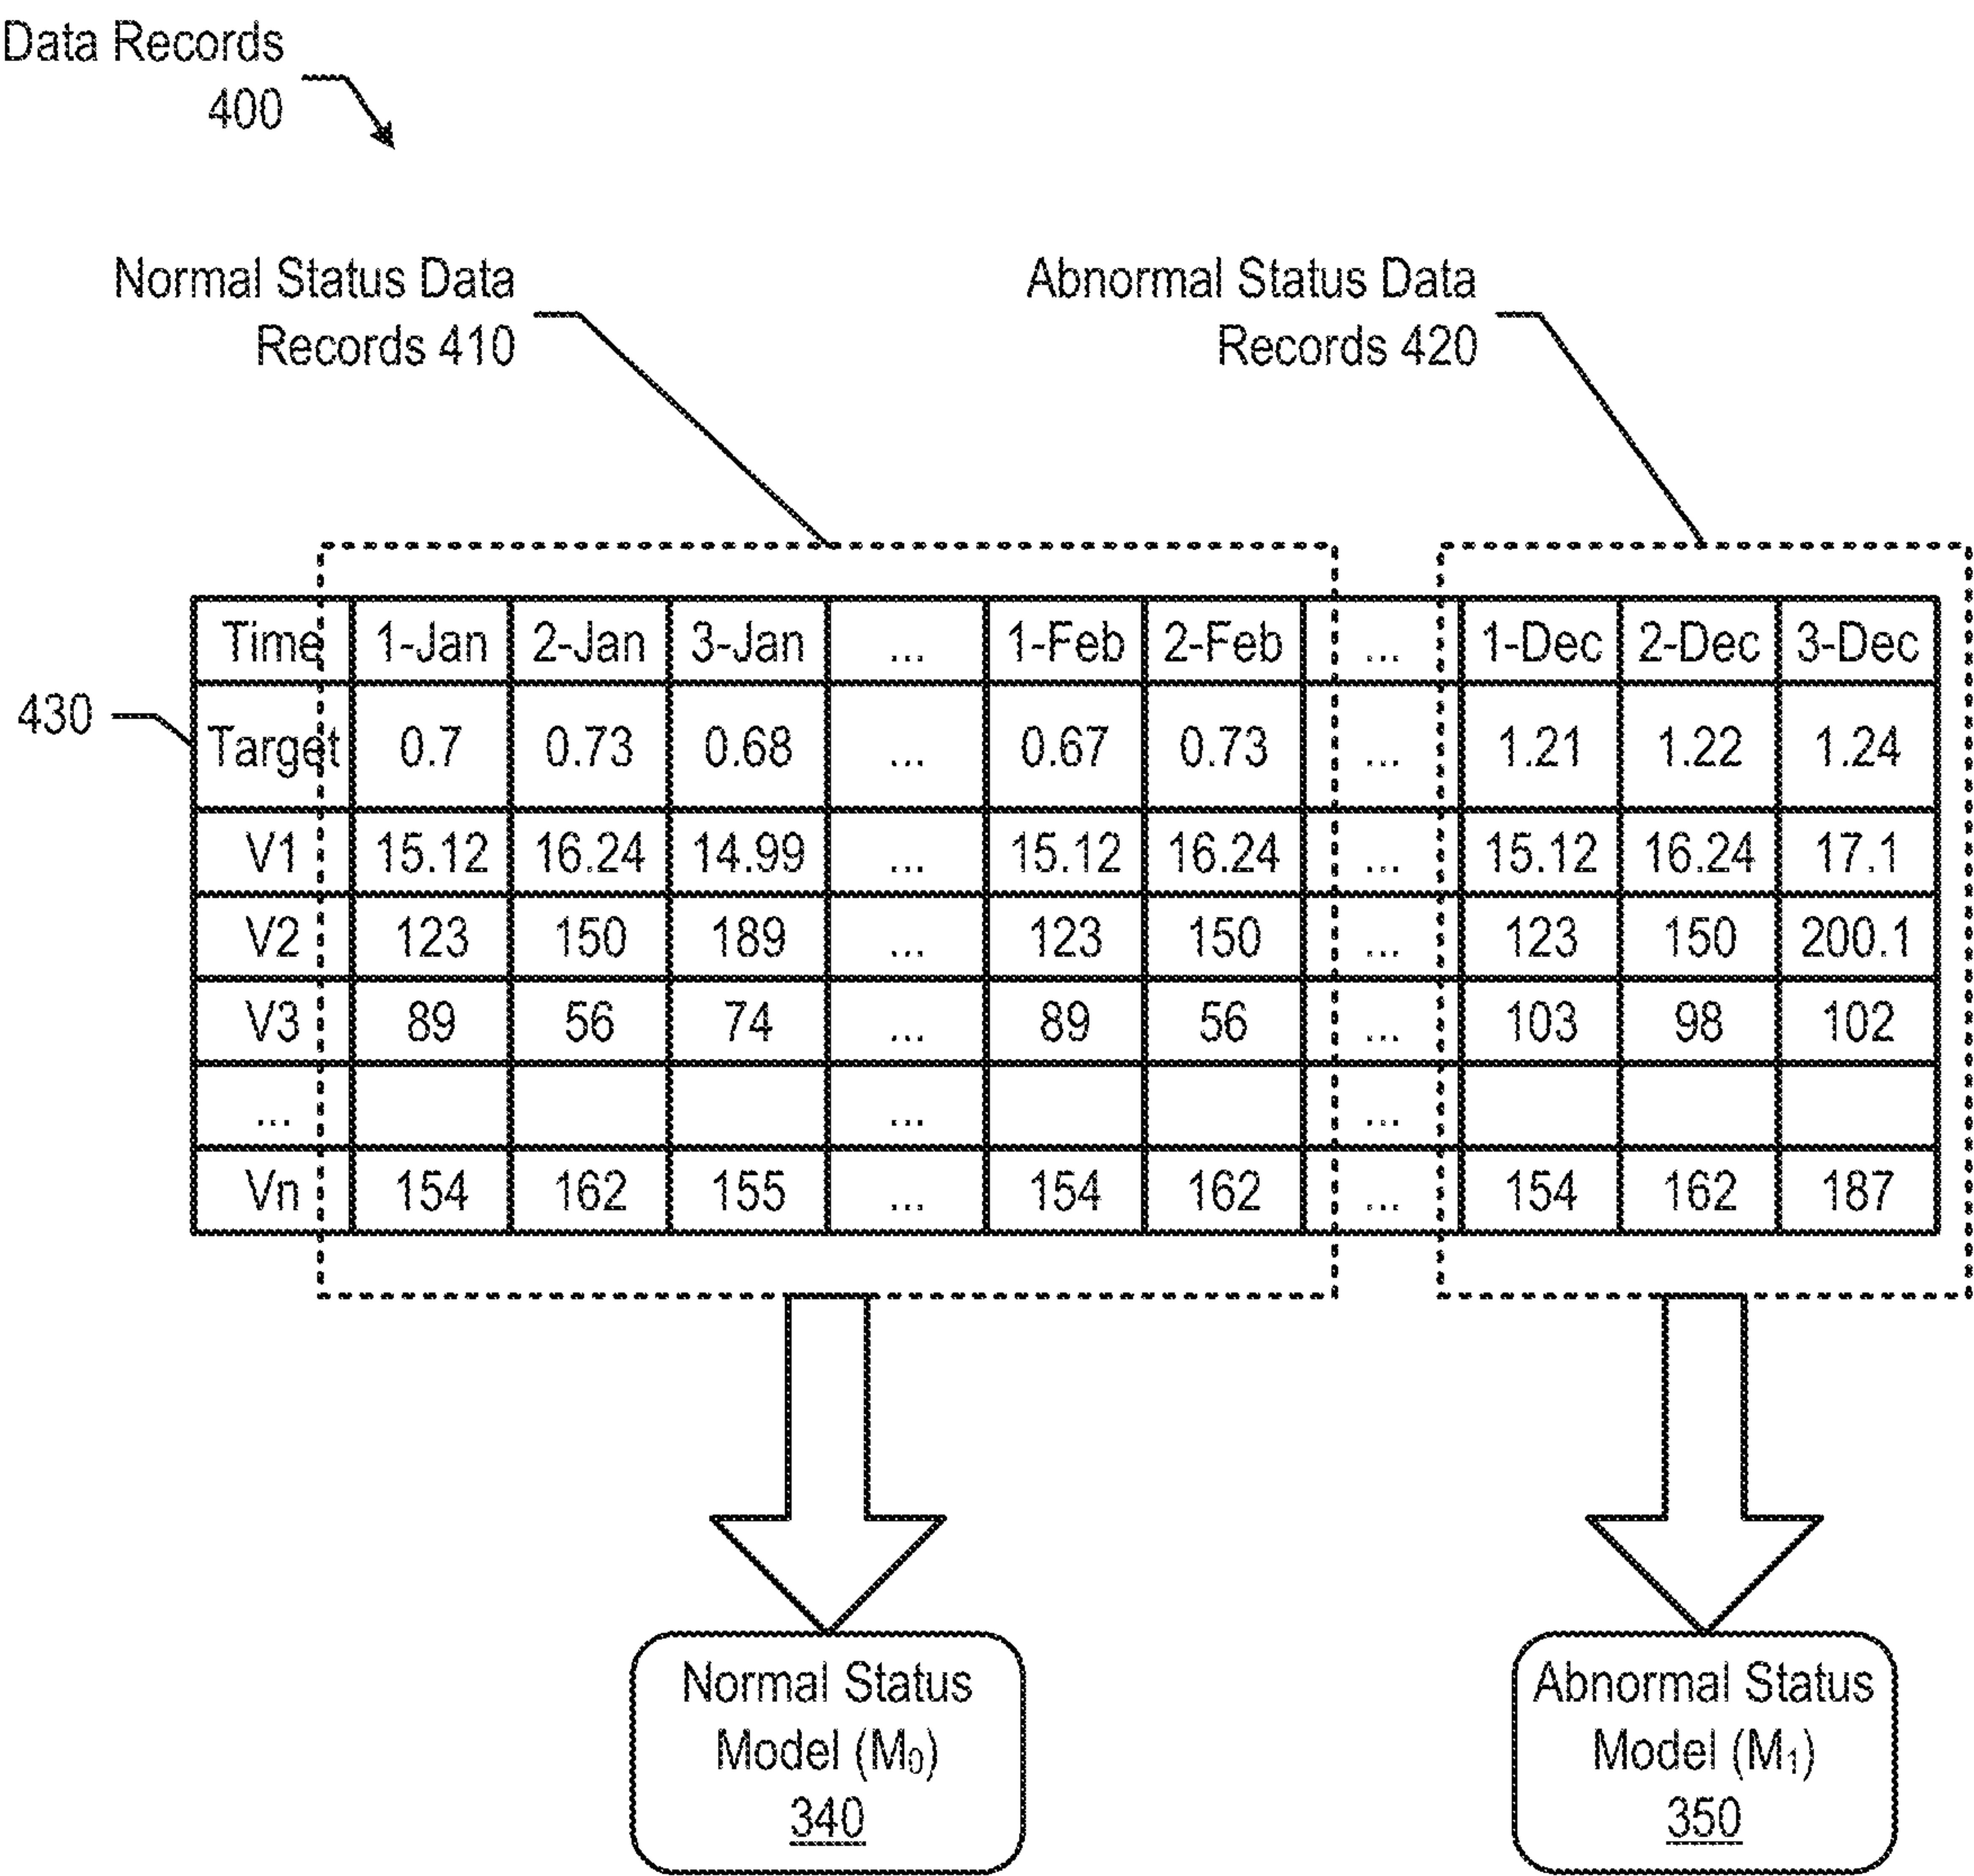 Data Records
400
Normal Status Data
Records 410
Abnormal Status Data
Records 420
430
Time 1-Jan 2-Jan 3-Jan ... 1-Feb 2-Feb ... 1-Dec 2-Dec 3-Dec
Target 0.7 0.73 0.68 ... 0.67 0.73 ... 1.21 1.22 1.24
V1 15.12 16.24 14.99 ... 15.12 16.24 ... 15.12 16.24 17.1
V2 123 150 189 ... 123 150 ... 123 150 200.1
V3 89 56 74 ... 89 56 ... 103 98 102
... ... ...
Vn 154 162 155 ... 154 162 ... 154 162 187
Normal Status
Model (M₀)
340
Abnormal Status
Model (M₁)
350